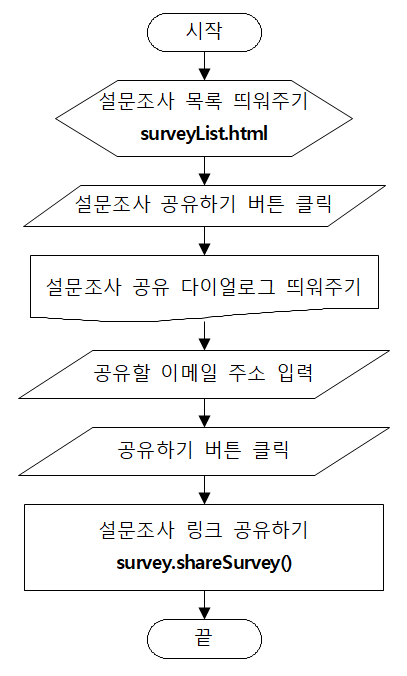 시작
설문조사 목록 띄워주기
surveyList.html
설문조사 공유하기 버튼 클릭
설문조사 공유 다이얼로그 띄워주기
공유할 이메일 주소 입력
공유하기 버튼 클릭
설문조사 링크 공유하기
survey.shareSurvey()
끝